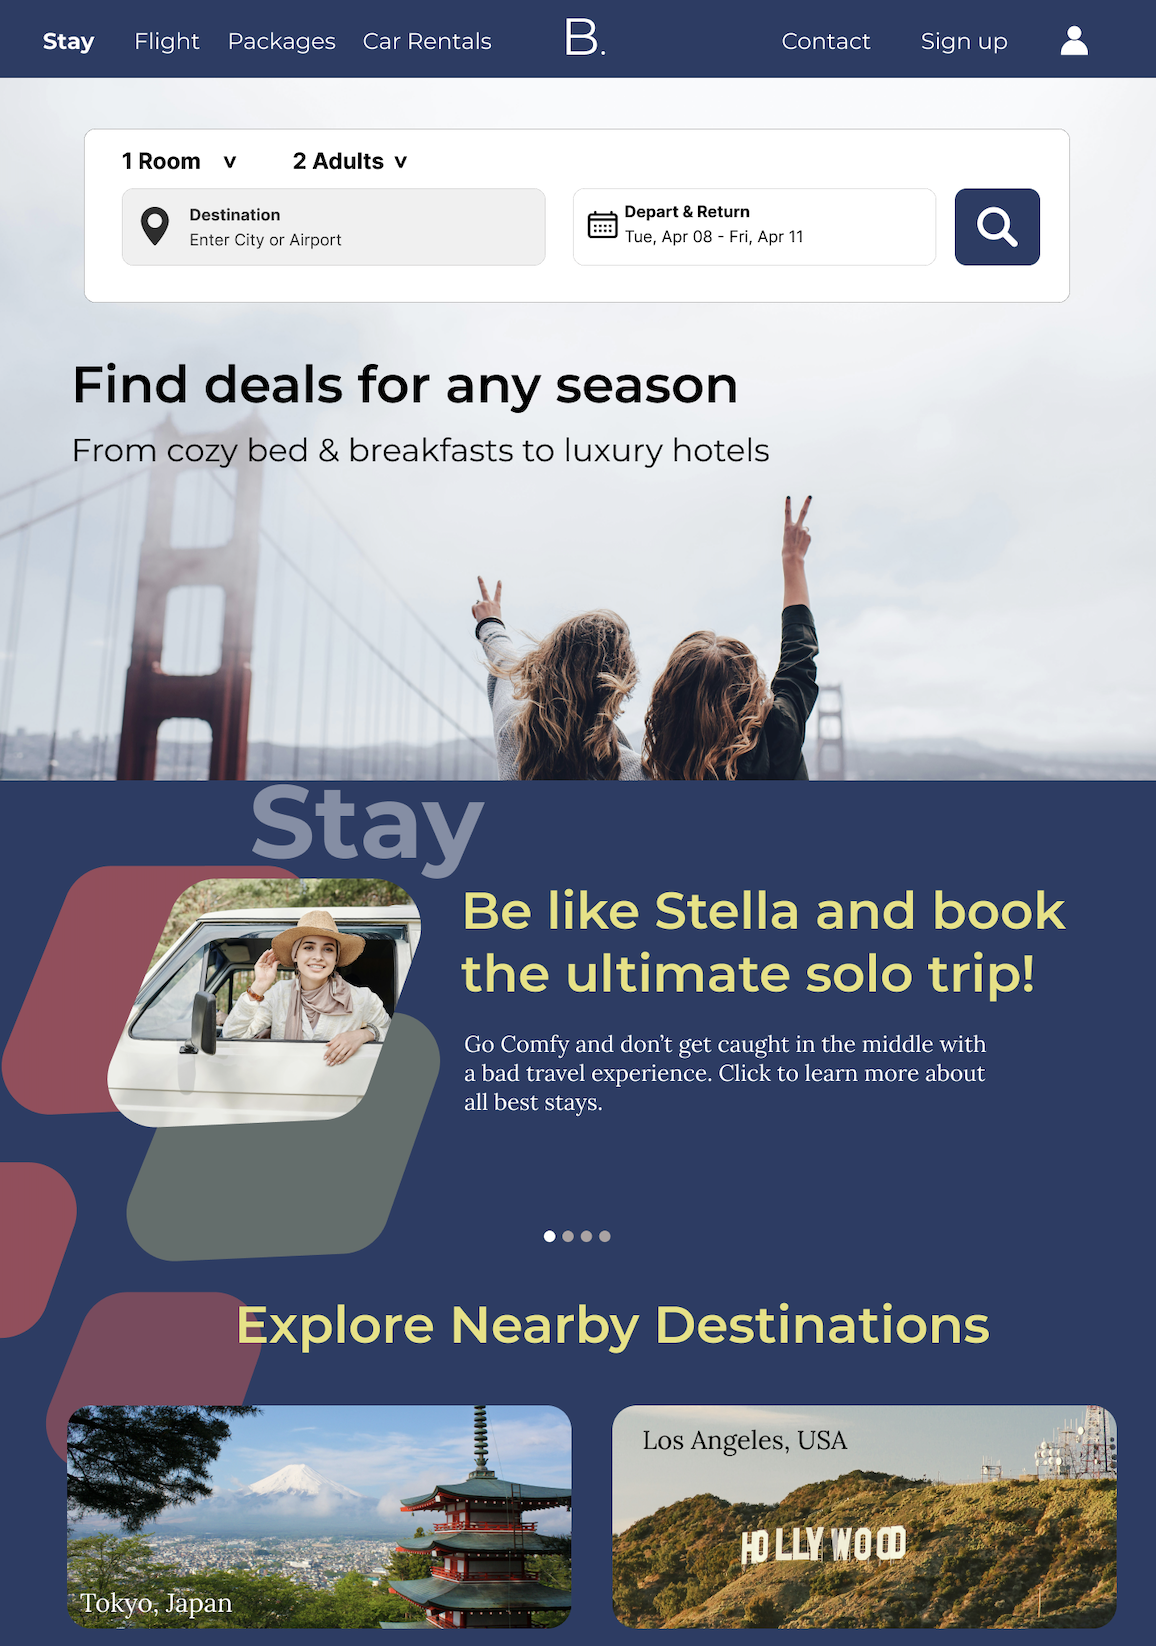 Stay Flight Packages Car Rentals B. Contact Sign up
1 Room v 2 Adults v
Destination
Enter City or Airport
Depart & Return
Tue, Apr 08 - Fri, Apr 11
Find deals for any season
From cozy bed & breakfasts to luxury hotels
Stay
Be like Stella and book
the ultimate solo trip!
Go Comfy and don’t get caught in the middle with
a bad travel experience. Click to learn more about
all best stays.
Explore Nearby Destinations
Tokyo, Japan
Los Angeles, USA
HOLLYWOOD